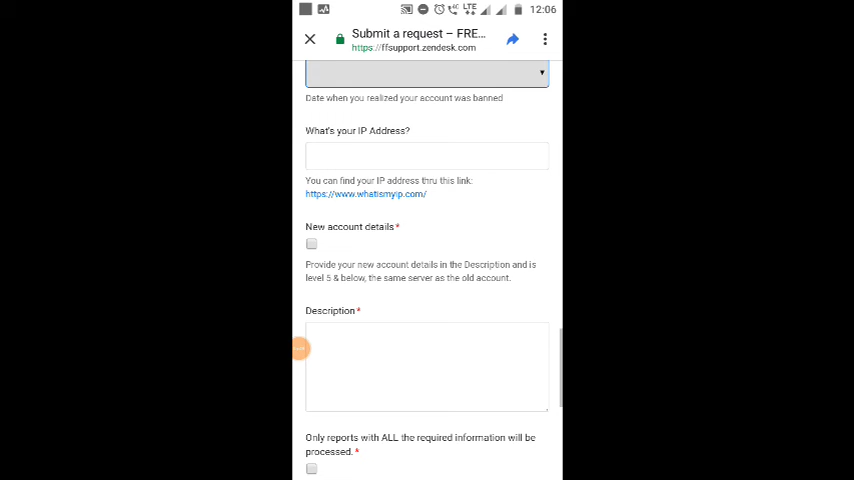 LTE 12:06
Submit a request – FRE...
https://ffsupport.zendesk.com
Date when you realized your account was banned
What's your IP Address?
You can find your IP address thru this link:
https://www.whatismyip.com/
New account details*
Provide your new account details in the Description and is
level 5 & below, the same server as the old account.
Description*
Only reports with ALL the required information will be
processed. *